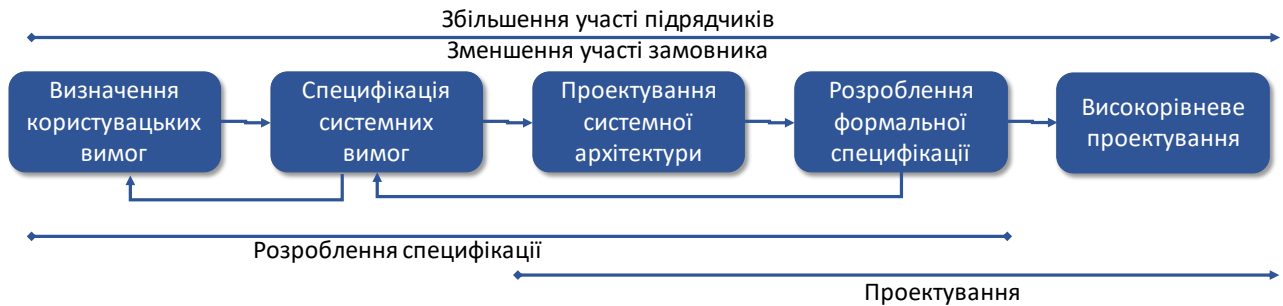 Збільшення участі підрядчиків
Зменшення участі замовника
Визначення
користувацьких
вимог
Специфікація
системних
вимог
Проектування
системної
архітектури
Розроблення
формальної
специфікації
Високорівневе
проектування
Розроблення специфікації
Проектування